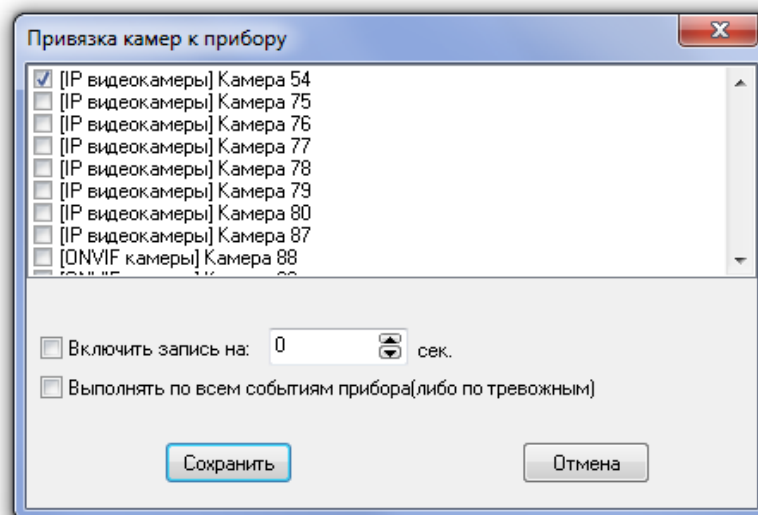 Привязка камер к прибору
[IP видеокамеры] Камера 54
[IP видеокамеры] Камера 75
[IP видеокамеры] Камера 76
[IP видеокамеры] Камера 77
[IP видеокамеры] Камера 78
[IP видеокамеры] Камера 79
[IP видеокамеры] Камера 80
[IP видеокамеры] Камера 87
[ONVIF камеры] Камера 88
Включить запись на: 0 сек.
Выполнять по всем событиям прибора(либо по тревожным)
Сохранить Отмена